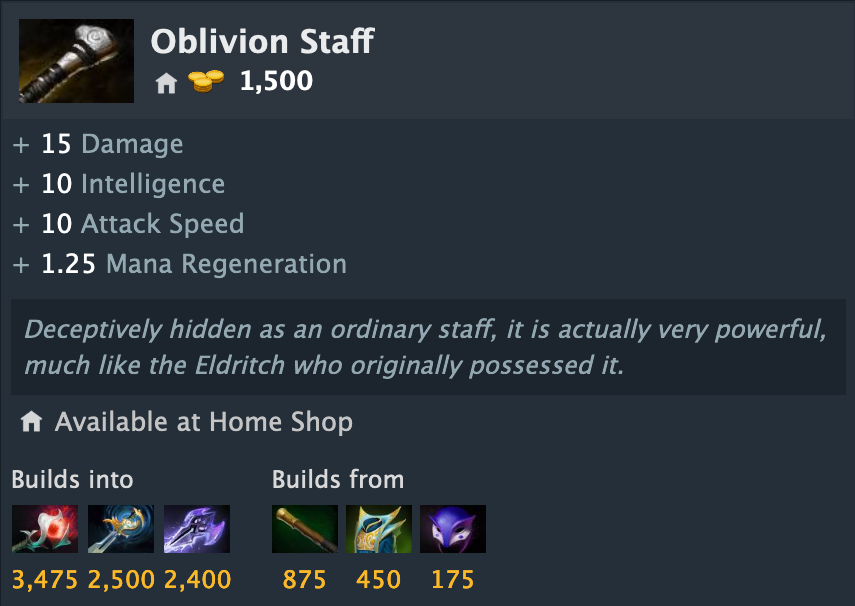 Oblivion Staff
1,500
+ 15 Damage
+ 10 Intelligence
+ 10 Attack Speed
+ 1.25 Mana Regeneration
Deceptively hidden as an ordinary staff, it is actually very powerful,
much like the Eldritch who originally possessed it.
Available at Home Shop
Builds into
3,475 2,500 2,400
Builds from
875 450 175